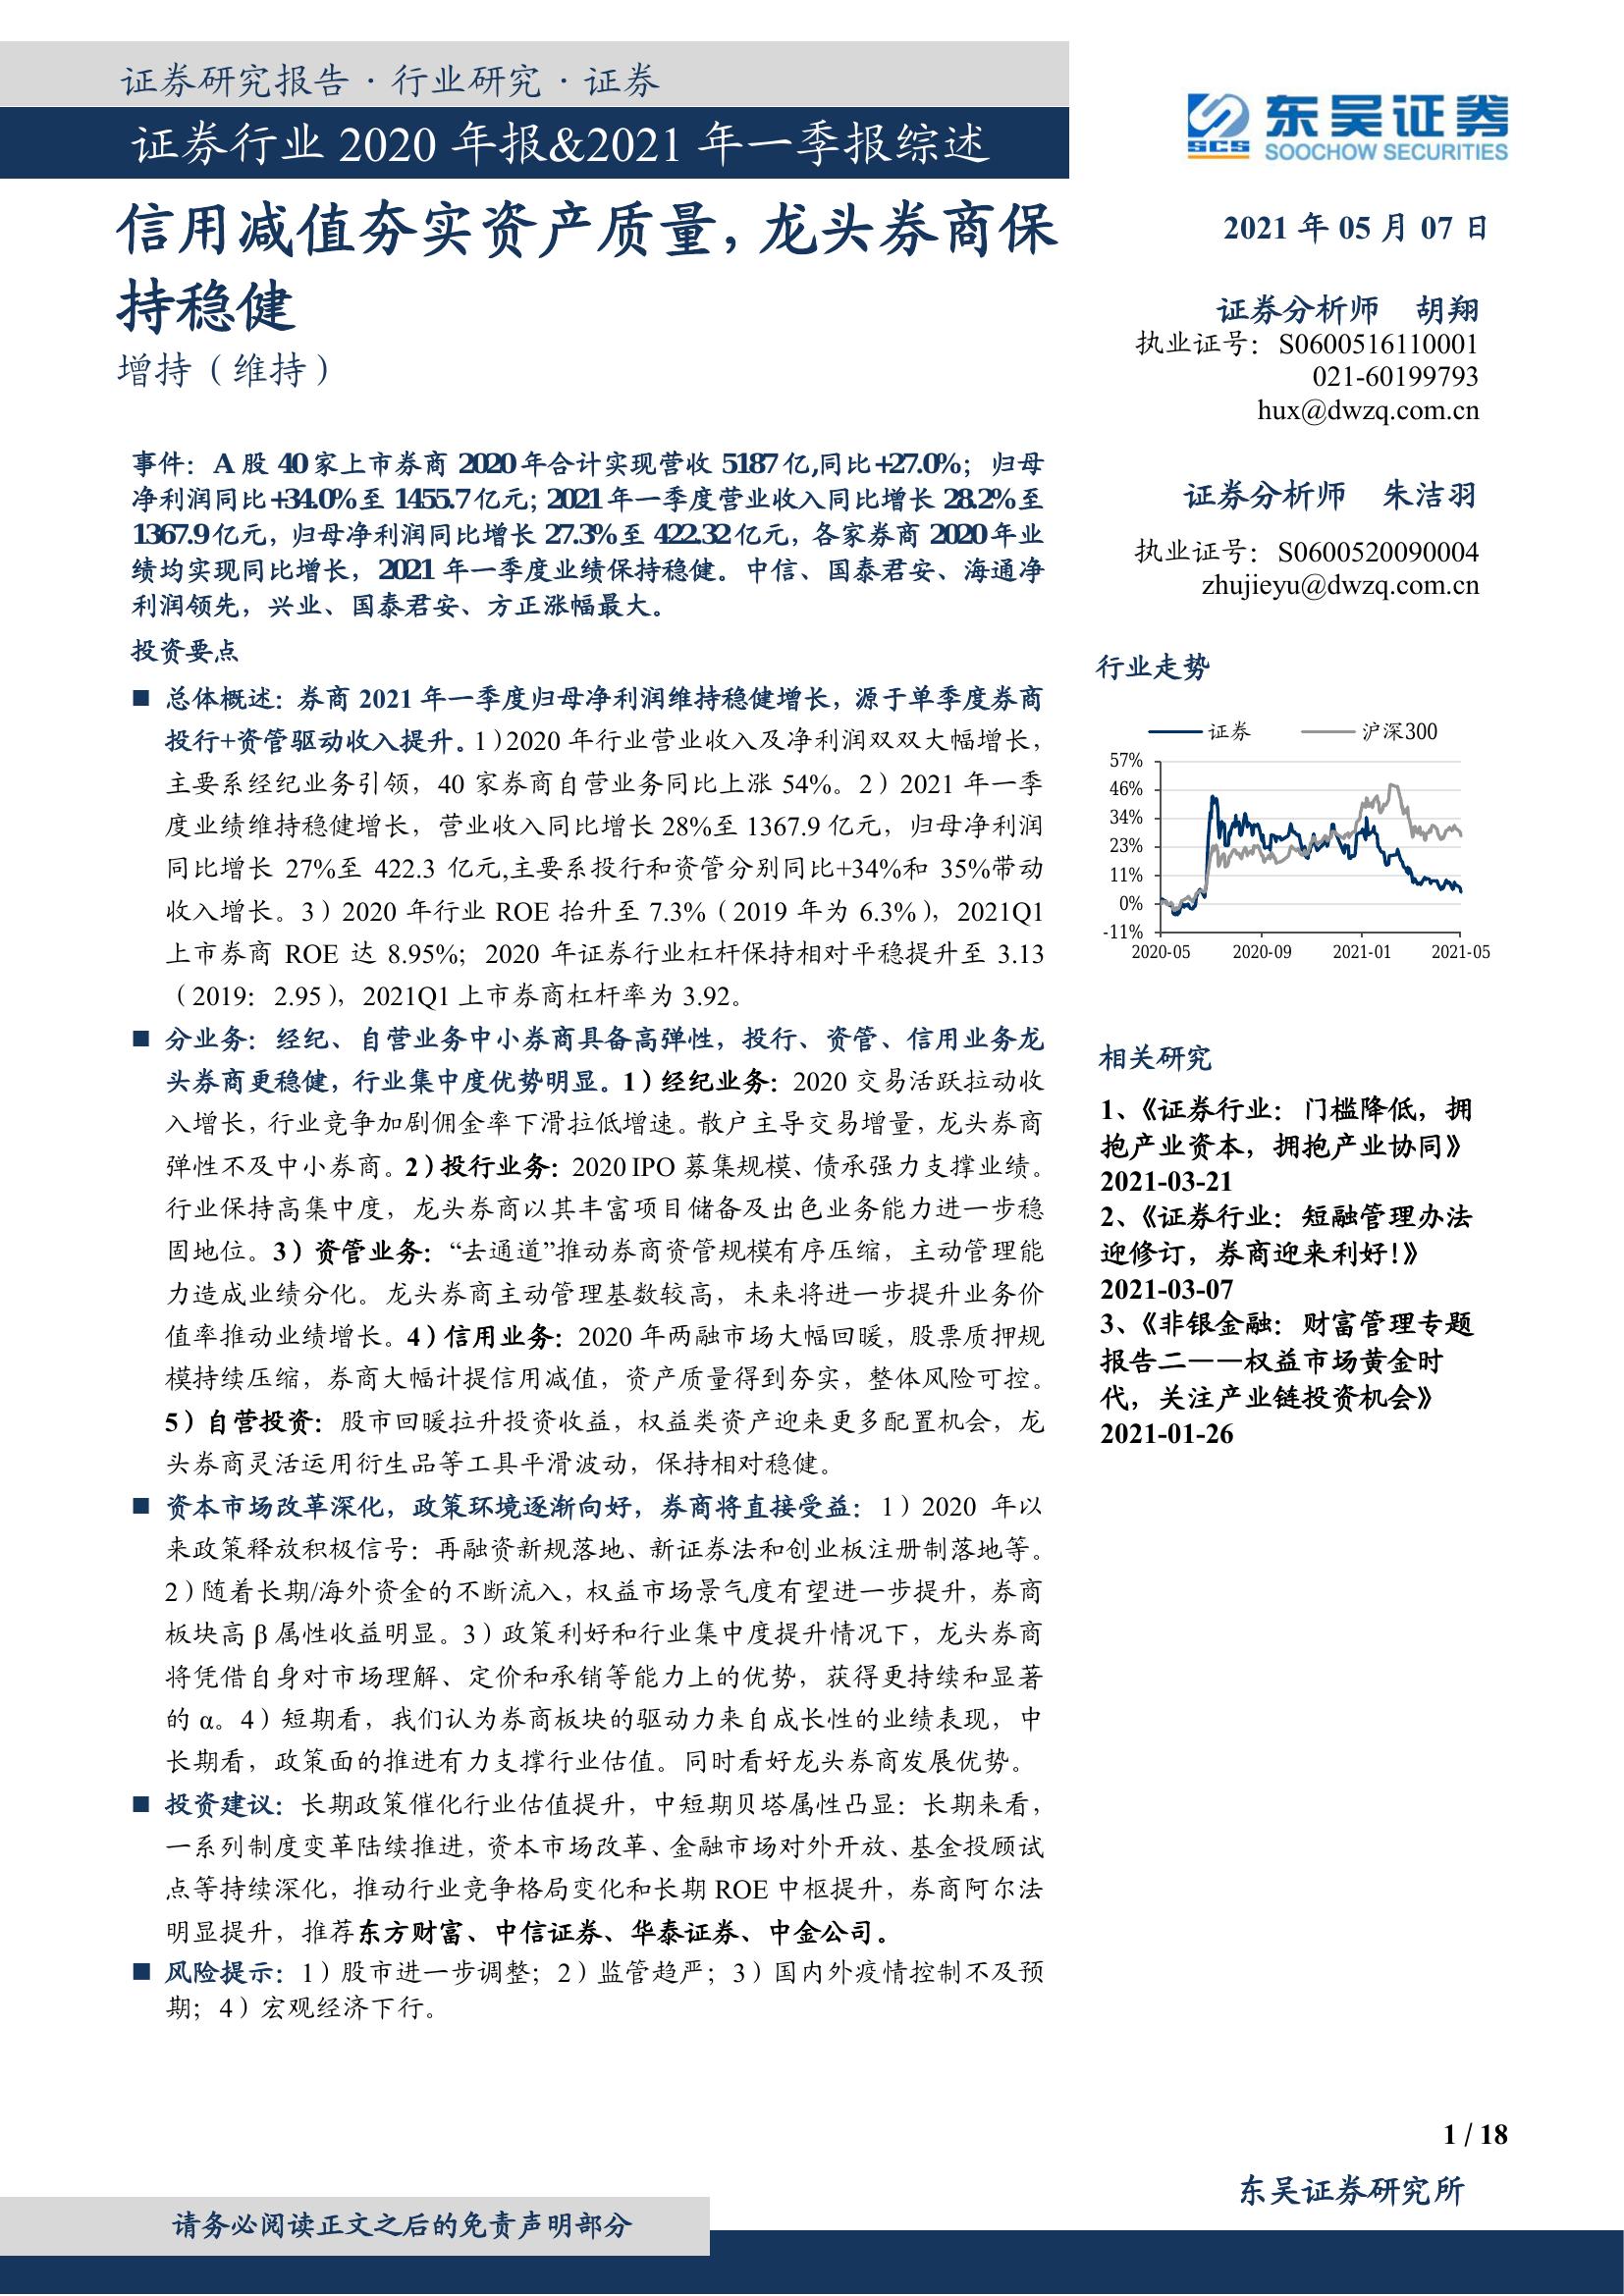 证券研究报告·行业研究·证券
证券行业 2020 年报&2021 年一季报综述
信用减值夯实资产质量，龙头券商保
持稳健
增持（维持）
事件：A 股 40 家上市券商 2020 年合计实现营收 5187 亿,同比+27.0%；归母
净利润同比+34.0%至 1455.7 亿元；2021 年一季度营业收入同比增长 28.2%至
1367.9 亿元，归母净利润同比增长 27.3%至 422.32 亿元，各家券商 2020 年业
绩均实现同比增长，2021 年一季度业绩保持稳健。中信、国泰君安、海通净
利润领先，兴业、国泰君安、方正涨幅最大。
投资要点
■ 总体概述：券商 2021 年一季度归母净利润维持稳健增长，源于单季度券商
投行+资管驱动收入提升。1）2020 年行业营业收入及净利润双双大幅增长，
主要系经纪业务引领，40 家券商自营业务同比上涨 54%。2）2021 年一季
度业绩维持稳健增长，营业收入同比增长 28%至 1367.9 亿元，归母净利润
同比增长 27%至 422.3 亿元,主要系投行和资管分别同比+34%和 35%带动
收入增长。3）2020 年行业 ROE 抬升至 7.3%（2019 年为 6.3%），2021Q1
上市券商 ROE 达 8.95%；2020 年证券行业杠杆保持相对平稳提升至 3.13
（2019：2.95），2021Q1 上市券商杠杆率为 3.92。
■ 分业务：经纪、自营业务中小券商具备高弹性，投行、资管、信用业务龙
头券商更稳健，行业集中度优势明显。1）经纪业务：2020 交易活跃拉动收
入增长，行业竞争加剧佣金率下滑拉低增速。散户主导交易增量，龙头券商
弹性不及中小券商。2）投行业务：2020 IPO 募集规模、债承强力支撑业绩。
行业保持高集中度，龙头券商以其丰富项目储备及出色业务能力进一步稳
固地位。3）资管业务：“去通道”推动券商资管规模有序压缩，主动管理能
力造成业绩分化。龙头券商主动管理基数较高，未来将进一步提升业务价
值率推动业绩增长。4）信用业务：2020 年两融市场大幅回暖，股票质押规
模持续压缩，券商大幅计提信用减值，资产质量得到夯实，整体风险可控。
5）自营投资：股市回暖拉升投资收益，权益类资产迎来更多配置机会，龙
头券商灵活运用衍生品等工具平滑波动，保持相对稳健。
■ 资本市场改革深化，政策环境逐渐向好，券商将直接受益：1）2020 年以
来政策释放积极信号：再融资新规落地、新证券法和创业板注册制落地等。
2）随着长期/海外资金的不断流入，权益市场景气度有望进一步提升，券商
板块高 β 属性收益明显。3）政策利好和行业集中度提升情况下，龙头券商
将凭借自身对市场理解、定价和承销等能力上的优势，获得更持续和显著
的 α。4）短期看，我们认为券商板块的驱动力来自成长性的业绩表现，中
长期看，政策面的推进有力支撑行业估值。同时看好龙头券商发展优势。
■ 投资建议：长期政策催化行业估值提升，中短期贝塔属性凸显：长期来看，
一系列制度变革陆续推进，资本市场改革、金融市场对外开放、基金投顾试
点等持续深化，推动行业竞争格局变化和长期 ROE 中枢提升，券商阿尔法
明显提升，推荐东方财富、中信证券、华泰证券、中金公司。
■ 风险提示：1）股市进一步调整；2）监管趋严；3）国内外疫情控制不及预
期；4）宏观经济下行。
SCS
东吴证券
SOOCHOW SECURITIES
2021 年 05 月 07 日
证券分析师 胡翔
执业证号：S0600516110001
021-60199793
hux@dwzq.com.cn
证券分析师 朱洁羽
执业证号：S0600520090004
zhujieyu@dwzq.com.cn
行业走势
证券 沪深300
57%
46%
34%
23%
11%
0%
-11%
2020-05 2020-09 2021-01 2021-05
相关研究
1、《证券行业：门槛降低，拥
抱产业资本，拥抱产业协同》
2021-03-21
2、《证券行业：短融管理办法
迎修订，券商迎来利好!》
2021-03-07
3、《非银金融：财富管理专题
报告二——权益市场黄金时
代，关注产业链投资机会》
2021-01-26
1 / 18
东吴证券研究所
请务必阅读正文之后的免责声明部分